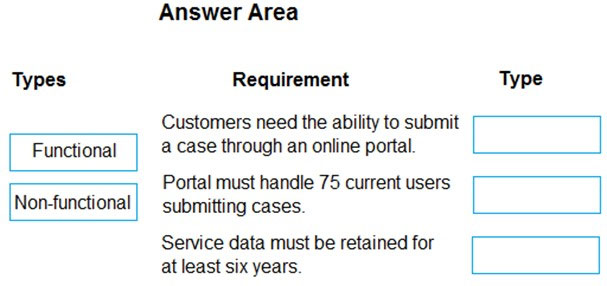 Answer Area
Types
Requirement
Type
Functional
Non-functional
Customers need the ability to submit
a case through an online portal.
Portal must handle 75 current users
submitting cases.
Service data must be retained for
at least six years.